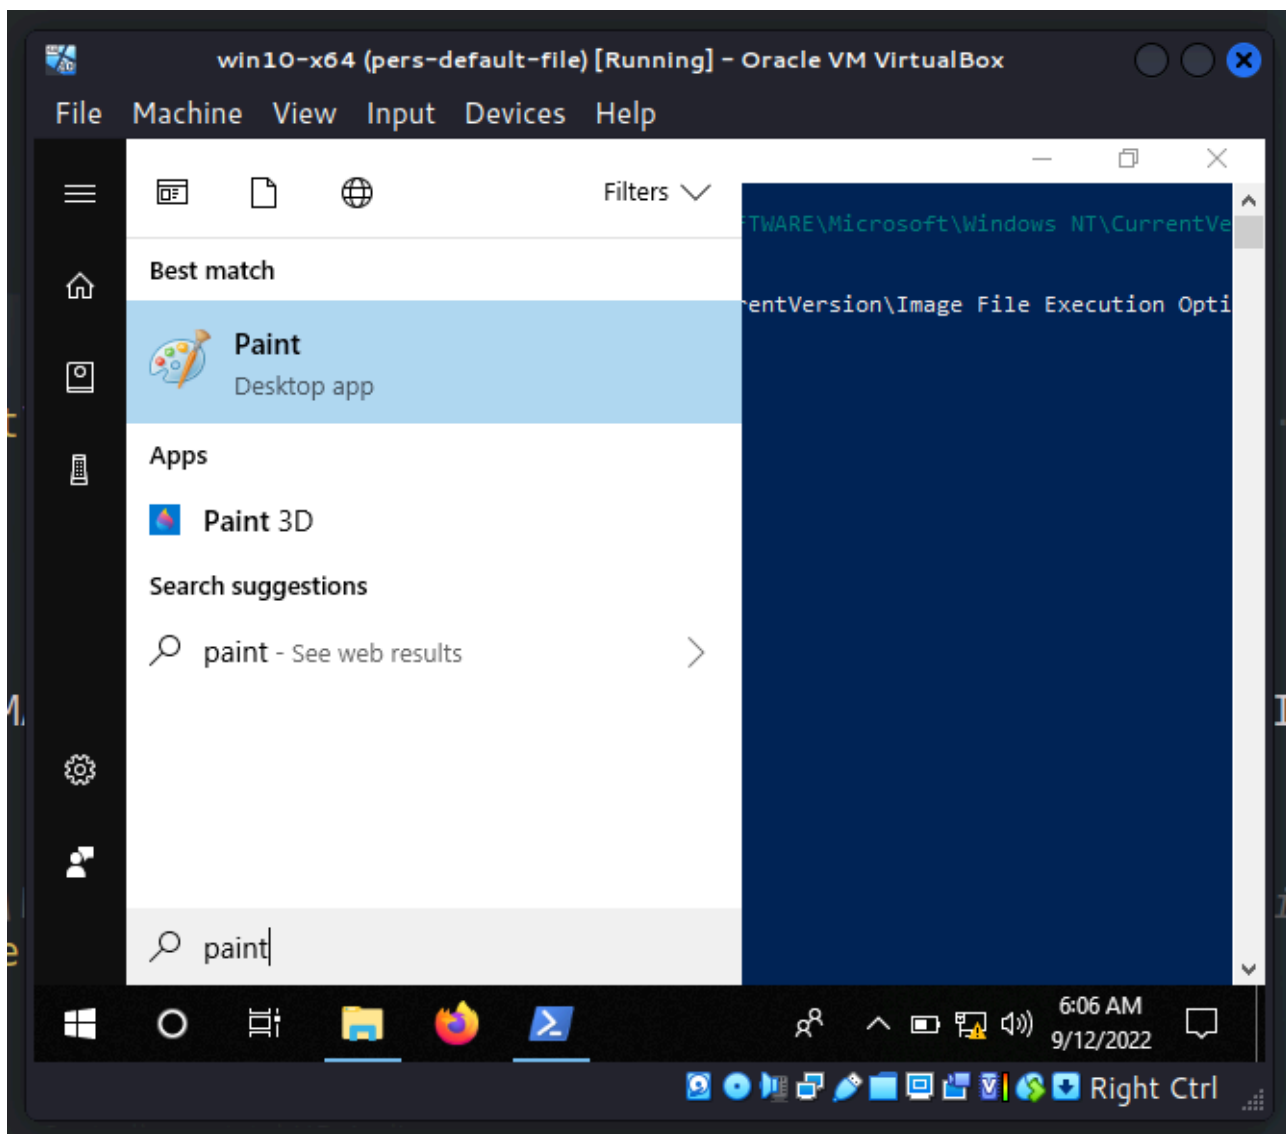 win10-x64 (pers-default-file) [Running] - Oracle VM VirtualBox
File Machine View Input Devices Help
Filters
TWARE\Microsoft\Windows NT\CurrentVe
Best match
rentVersion\Image File Execution Opti
Paint
Desktop app
Apps
Paint 3D
Search suggestions
paint - See web results
paint
6:06 AM
9/12/2022
Right Ctrl